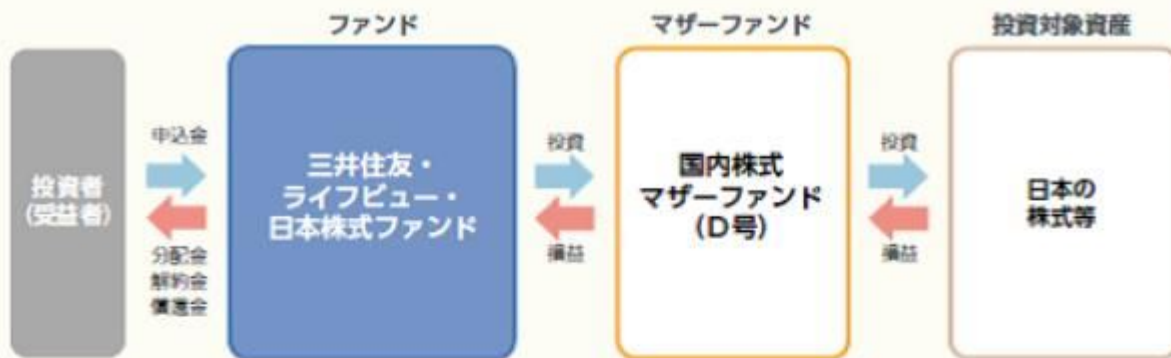 ファンド
マザーファンド
投資対象資産
投資者
(受益者)
申込金
分配金
解約金
償還金
三井住友・
ライフビュー・
日本株式ファンド
投資
損益
国内株式
マザーファンド
(D号)
投資
損益
日本の
株式等